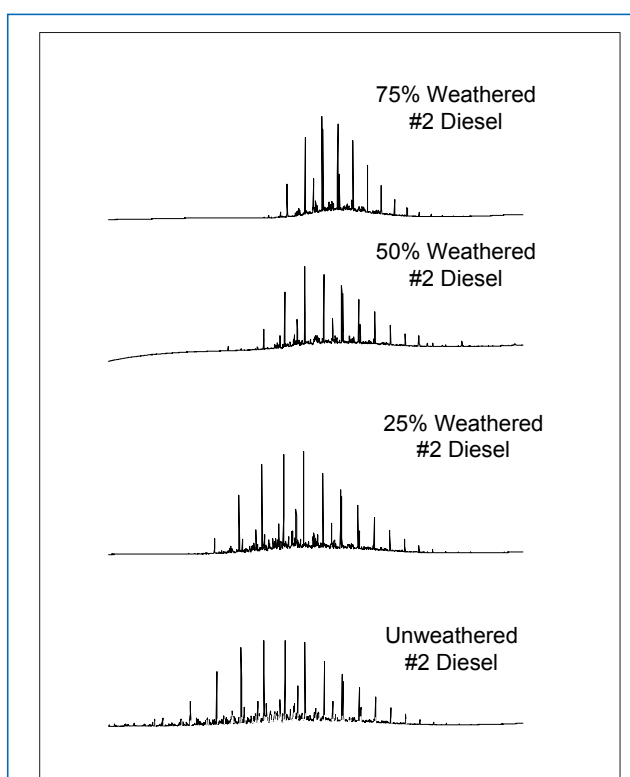 75% Weathered
#2 Diesel
50% Weathered
#2 Diesel
25% Weathered
#2 Diesel
Unweathered
#2 Diesel